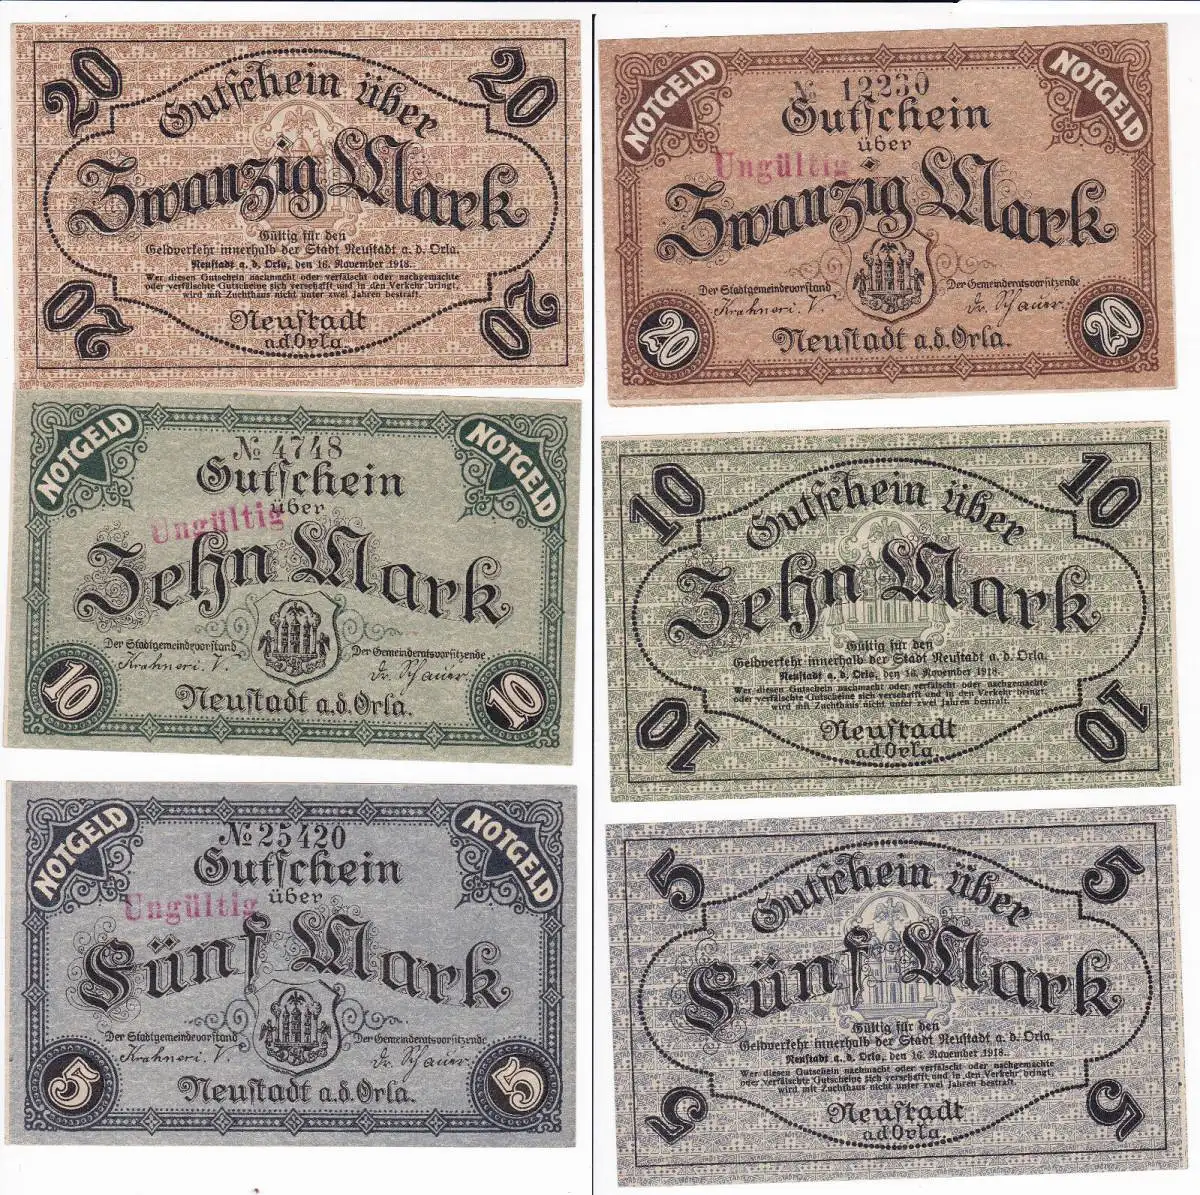 20 20
Gutschein über
Zwanzig Mark
Gültig für den
Geldverkehr innerhalb der Stadt Neustadt a. d. Orla.
Neustadt a. d. Orla, den 16. November 1918.
Wer diesen Gutschein nachmacht oder verfälscht oder nachgemachte
oder verfälschte Gutscheine sich verschafft und in den Verkehr bringt,
wird mit Zuchthaus nicht unter zwei Jahren bestraft.
Neustadt
a.d. Orla.
20 20
NOTGELD NOTGELD
№ 12230
Gutschein
über
Ungültig
Zwanzig Mark
Der Stadtgemeindevorstand Der Gemeinderatsvorsitzende
Krahneri. V. Dr. Schauer.
Neustadt a.d. Orla.
20 20
NOTGELD NOTGELD
№ 4748
Gutschein
über
Ungültig
Zehn Mark
Der Stadtgemeindevorstand Der Gemeinderatsvorsitzende
Krahneri. V. Dr. Schauer.
Neustadt a.d. Orla.
10 10
10 10
Gutschein über
Zehn Mark
Gültig für den
Geldverkehr innerhalb der Stadt Neustadt a. d. Orla.
Neustadt a. d. Orla, den 16. November 1918.
Wer diesen Gutschein nachmacht oder verfälscht oder nachgemachte
oder verfälschte Gutscheine sich verschafft und in den Verkehr bringt,
wird mit Zuchthaus nicht unter zwei Jahren bestraft.
Neustadt
a.d. Orla.
10 10
NOTGELD NOTGELD
№ 25420
Gutschein
über
Ungültig
Fünf Mark
Der Stadtgemeindevorstand Der Gemeinderatsvorsitzende
Krahneri. V. Dr. Schauer.
Neustadt a.d. Orla.
5 5
5 5
Gutschein über
Fünf Mark
Gültig für den
Geldverkehr innerhalb der Stadt Neustadt a. d. Orla.
Neustadt a. d. Orla, den 16. November 1918.
Wer diesen Gutschein nachmacht oder verfälscht oder nachgemachte
oder verfälschte Gutscheine sich verschafft und in den Verkehr bringt,
wird mit Zuchthaus nicht unter zwei Jahren bestraft.
Neustadt
a.d. Orla.
5 5